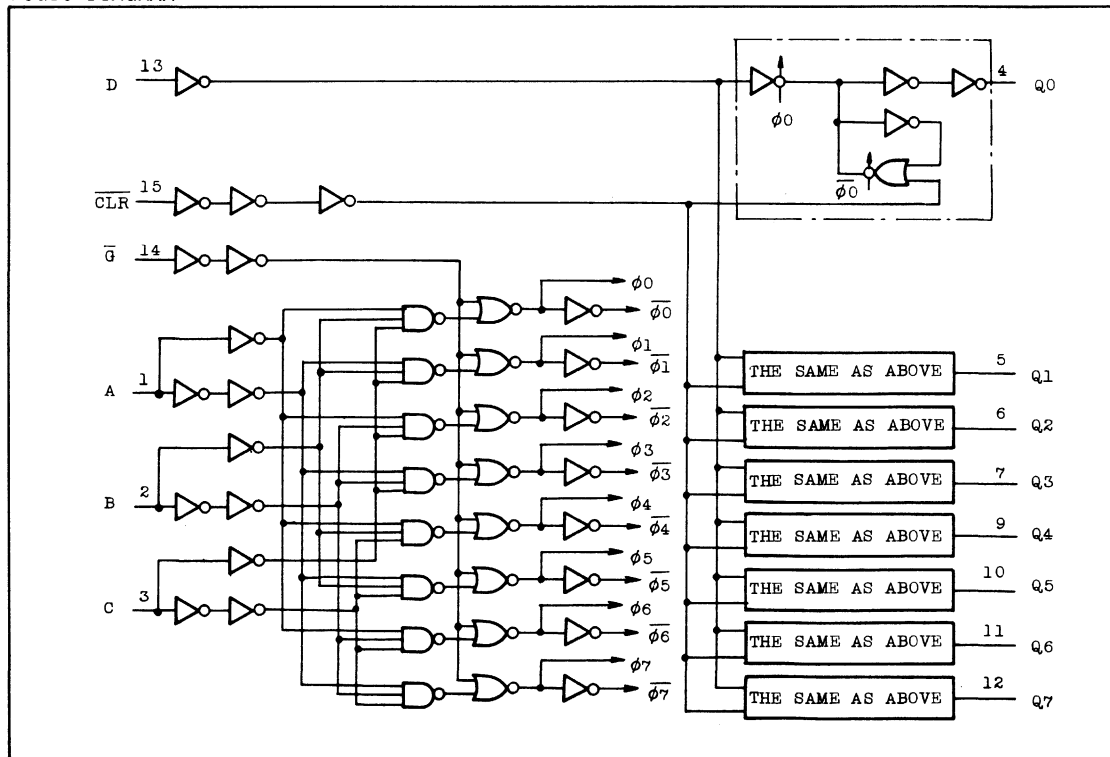 13
D
4
Q0
ϕ0
15
C̅L̅R̅
ϕ̅0̅
14
G̅
ϕ0
ϕ̅0̅
ϕ1
1
A
ϕ̅1̅
THE SAME AS ABOVE
5
Q1
ϕ2
ϕ̅2̅
THE SAME AS ABOVE
6
Q2
ϕ3
ϕ̅3̅
THE SAME AS ABOVE
7
Q3
2
B
ϕ4
ϕ̅4̅
THE SAME AS ABOVE
9
Q4
ϕ5
ϕ̅5̅
THE SAME AS ABOVE
10
Q5
3
C
ϕ6
ϕ̅6̅
THE SAME AS ABOVE
11
Q6
ϕ7
ϕ̅7̅
THE SAME AS ABOVE
12
Q7